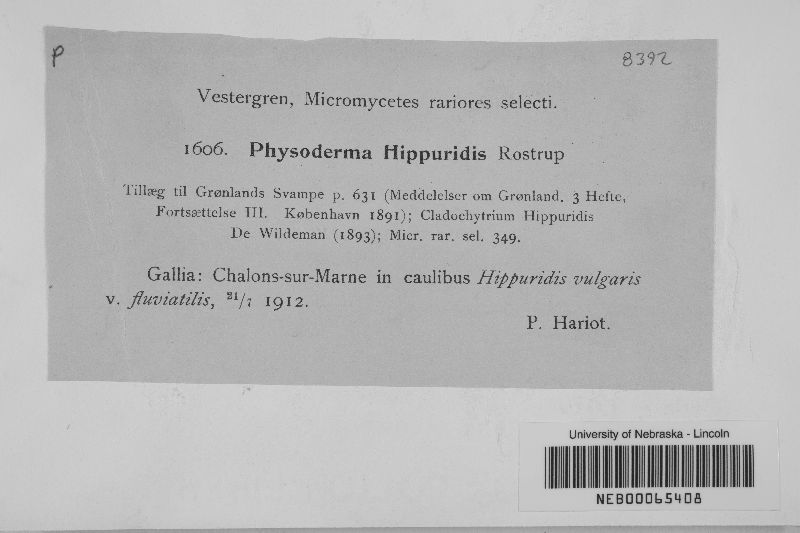 P
8392
Vestergren, Micromycetes rariores selecti.
1606. Physoderma Hippuridis Rostrup
Tillæg til Grønlands Svampe p. 631 (Meddelelser om Grønland. 3 Hefte,
Fortsættelse III. København 1891); Cladochytrium Hippuridis
De Wildeman (1893); Micr. rar. sel. 349.
Gallia: Chalons-sur-Marne in caulibus Hippuridis vulgaris
v. fluviatilis, 21/7 1912.
P. Hariot.
University of Nebraska - Lincoln
NEB00065408